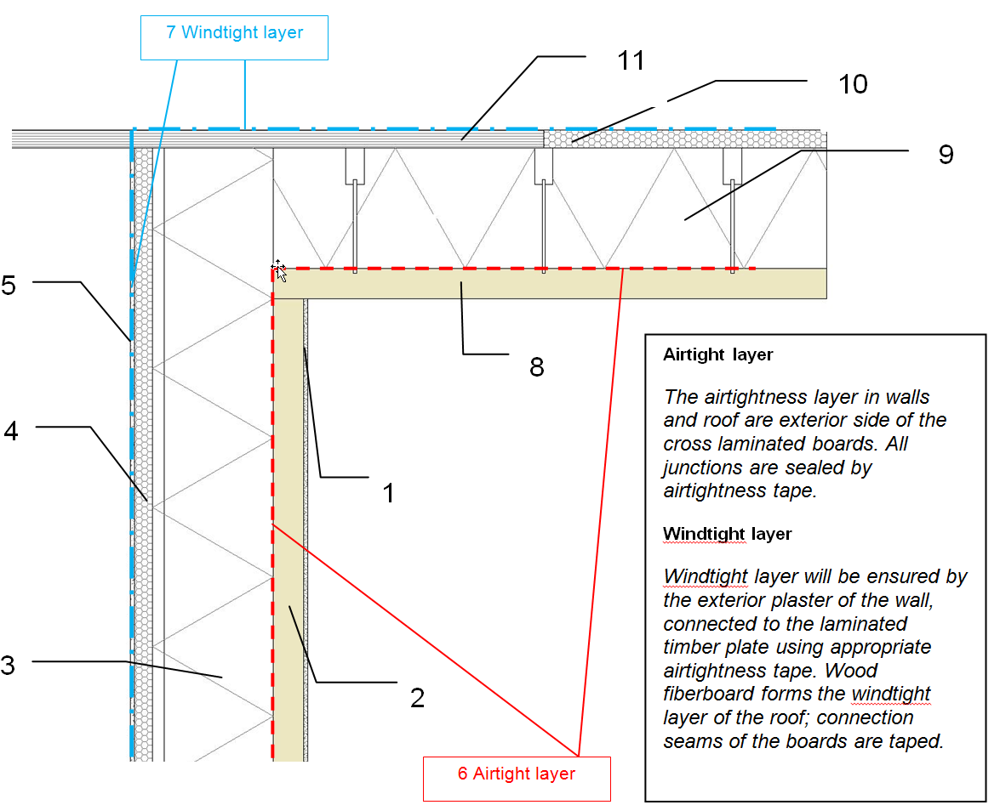 7 Windtight layer
11
10
9
5
8
4
1
3
2
6 Airtight layer
Airtight layer
The airtightness layer in walls
and roof are exterior side of the
cross laminated boards. All
junctions are sealed by
airtightness tape.
Windtight layer
Windtight layer will be ensured by
the exterior plaster of the wall,
connected to the laminated
timber plate using appropriate
airtightness tape. Wood
fiberboard forms the windtight
layer of the roof; connection
seams of the boards are taped.